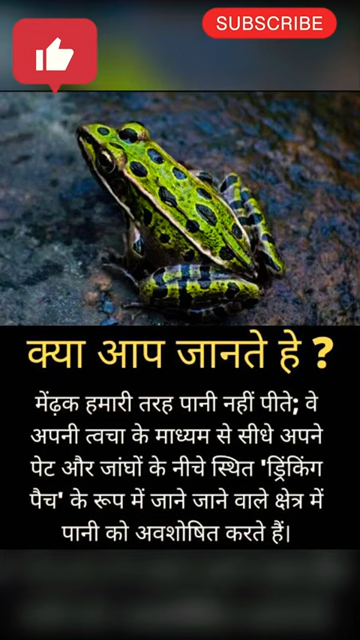 SUBSCRIBE
क्या आप जानते हे ?
मेंढ़क हमारी तरह पानी नहीं पीते; वे
अपनी त्वचा के माध्यम से सीधे अपने
पेट और जांघों के नीचे स्थित 'ड्रिंकिंग
पैच' के रूप में जाने जाने वाले क्षेत्र में
पानी को अवशोषित करते हैं।